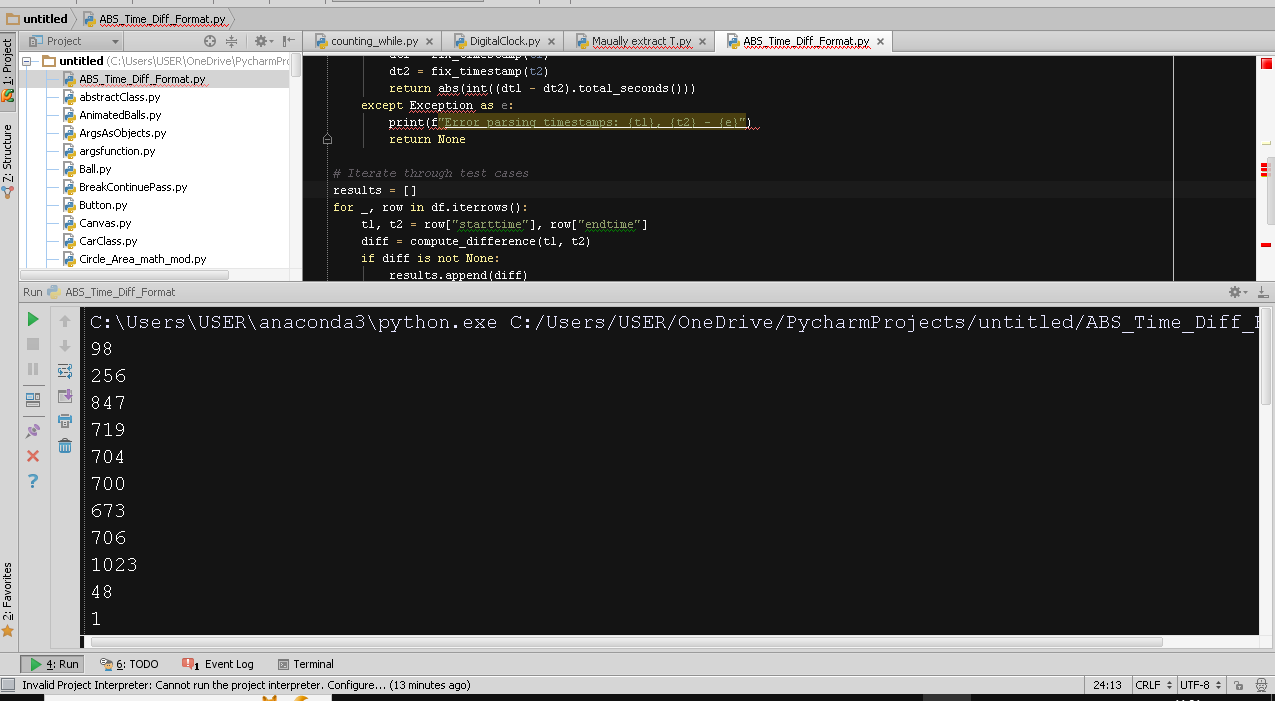 untitled ABS_Time_Diff_Format.py
1: Project
Z: Structure
2: Favorites
Project
counting_while.py
DigitalClock.py
Maually extract T.py
ABS_Time_Diff_Format.py
untitled (C:\Users\USER\OneDrive\PycharmPro
ABS_Time_Diff_Format.py
abstractClass.py
AnimatedBalls.py
ArgsAsObjects.py
argsfunction.py
Ball.py
BreakContinuePass.py
Button.py
Canvas.py
CarClass.py
Circle_Area_math_mod.py
dt2 = fix_timestamp(t2)
return abs(int((dt1 - dt2).total_seconds()))
except Exception as e:
print(f"Error parsing timestamps: {t1}, {t2} - {e}")
return None
# Iterate through test cases
results = []
for _, row in df.iterrows():
t1, t2 = row["starttime"], row["endtime"]
diff = compute_difference(t1, t2)
if diff is not None:
results.append(diff)
Run ABS_Time_Diff_Format
C:\Users\USER\anaconda3\python.exe C:/Users/USER/OneDrive/PycharmProjects/untitled/ABS_Time_Diff_F
98
256
847
719
704
700
673
706
1023
48
1
4: Run
6: TODO
1 Event Log
Terminal
Invalid Project Interpreter: Cannot run the project interpreter. Configure... (13 minutes ago)
24:13
CRLF
UTF-8